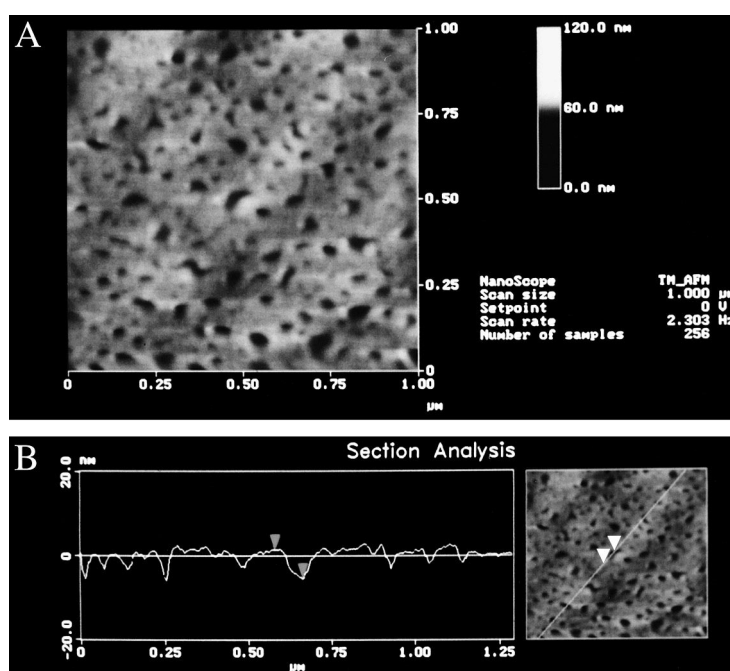 A
1.00
0.75
0.50
0.25
0
0 0.25 0.50 0.75 1.00
µm
120.0 nm
60.0 nm
0.0 nm
NanoScope TM_AFM
Scan size 1.000 µm
Setpoint 0 V
Scan rate 2.303 Hz
Number of samples 256
B
Section Analysis
nm
20.0
0
-20.0
0 0.25 0.50 0.75 1.00 1.25
µm